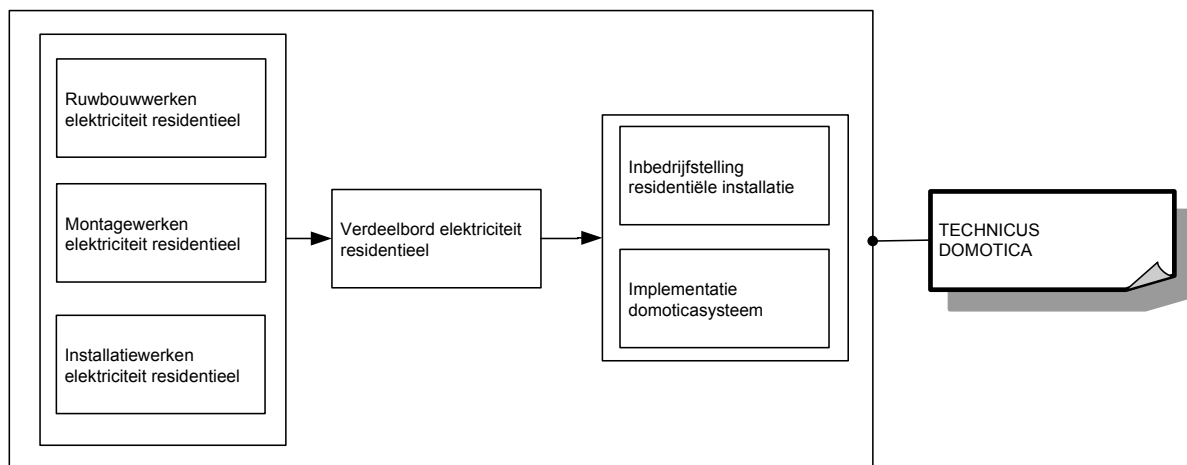 Ruwbouwwerken
elektriciteit residentieel
Montagewerken
elektriciteit residentieel
Installatiewerken
elektriciteit residentieel
Verdeelbord elektriciteit
residentieel
Inbedrijfstelling
residentiële installatie
Implementatie
domoticasysteem
TECHNICUS
DOMOTICA